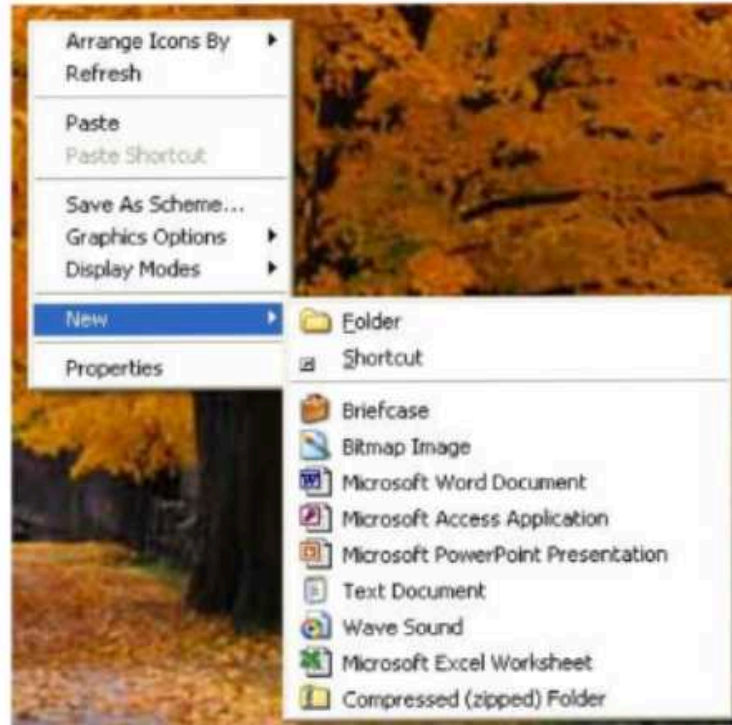 Arrange Icons By
Refresh
Paste
Paste Shortcut
Save As Scheme...
Graphics Options
Display Modes
New
Properties
Folder
Shortcut
Briefcase
Bitmap Image
Microsoft Word Document
Microsoft Access Application
Microsoft PowerPoint Presentation
Text Document
Wave Sound
Microsoft Excel Worksheet
Compressed (zipped) Folder